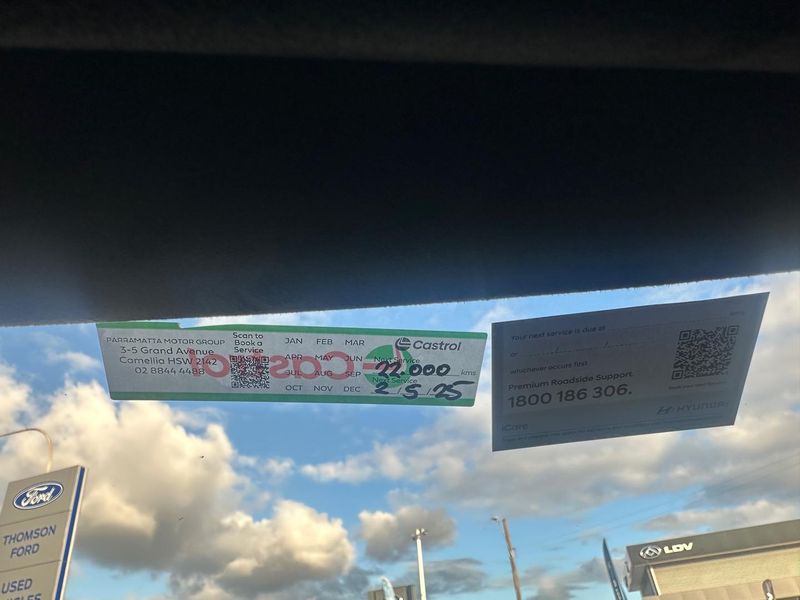 PARRAMATTA MOTOR GROUP
3-5 Grand Avenue
Camellia HSW 2142
02 8844 4488
Scan to
Book a
Service
JAN FEB MAR
APR MAY JUN
JUL AUG SEP
OCT NOV DEC
Castrol
Next Service
22.000 kms
Next Service
2/5/25
Castrol
Your next service is due at
kms
or
whichever occurs first.
Premium Roadside Support.
1800 186 306.
iCare
HYUNDAI
Ford
THOMSON
FORD
USED
LDV